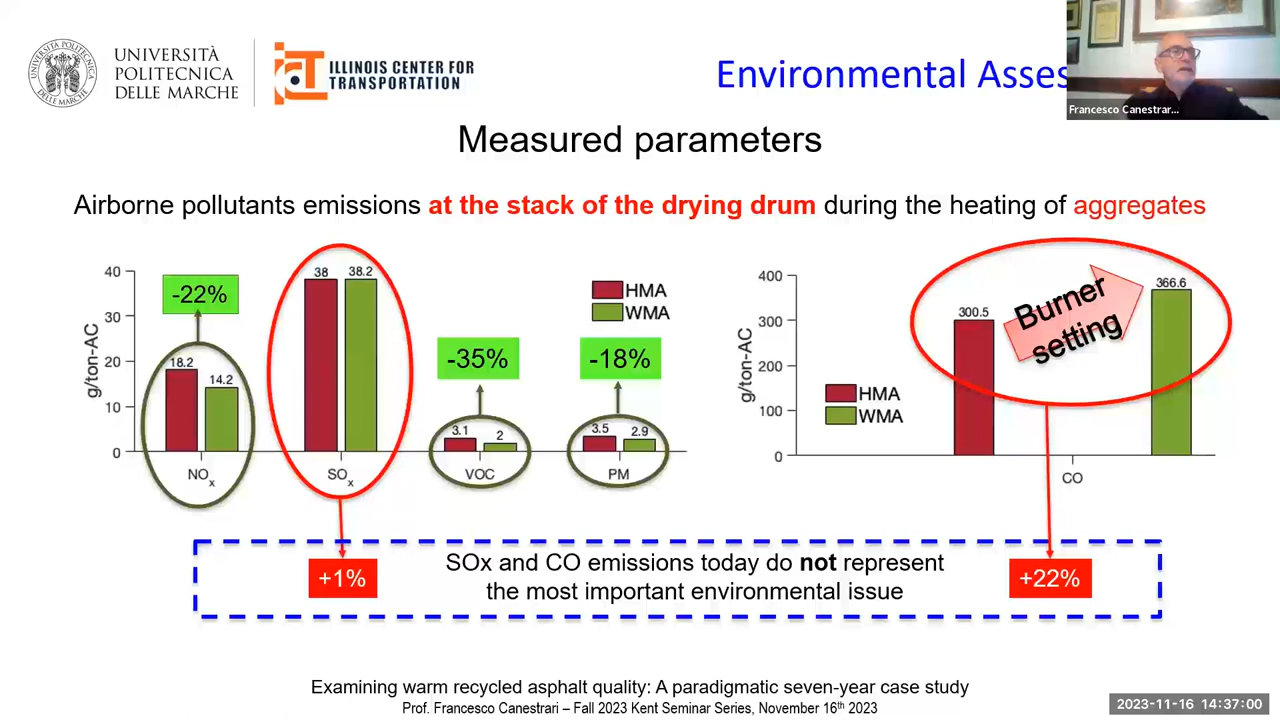 UNIVERSITÀ
POLITECNICA
DELLE MARCHE
ILLINOIS CENTER FOR
TRANSPORTATION
Environmental Asses
Francesco Canestrar...
Measured parameters
Airborne pollutants emissions at the stack of the drying drum during the heating of aggregates
g/ton-AC
40
30
20
10
0
-22%
18.2
14.2
NOx
38
38.2
SOx
-35%
3.1
2
VOC
-18%
3.5
2.9
PM
HMA
WMA
g/ton-AC
400
300
200
100
0
HMA
WMA
300.5
Burner
setting
366.6
CO
+1%
SOx and CO emissions today do not represent
the most important environmental issue
+22%
Examining warm recycled asphalt quality: A paradigmatic seven-year case study
Prof. Francesco Canestrari – Fall 2023 Kent Seminar Series, November 16th 2023
2023-11-16 14:37:00